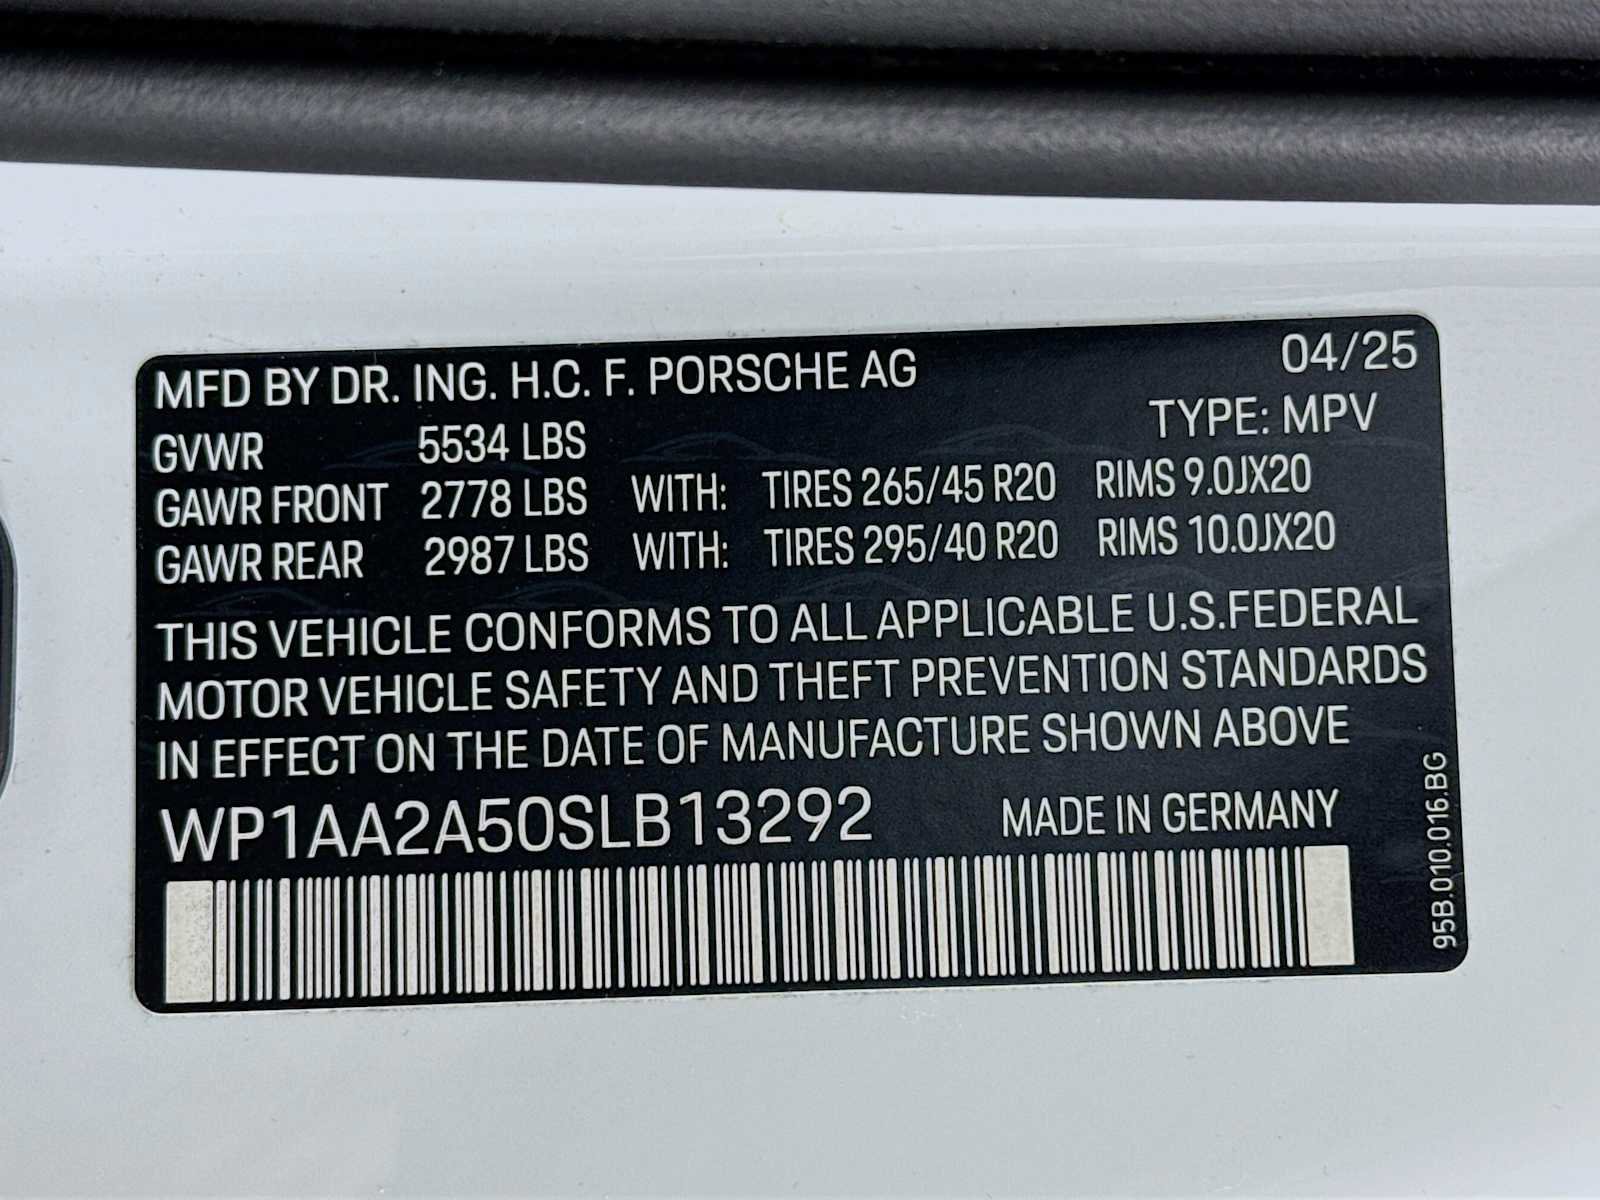 MFD BY DR. ING. H.C. F. PORSCHE AG 04/25
GVWR 5534 LBS TYPE: MPV
GAWR FRONT 2778 LBS WITH: TIRES 265/45 R20 RIMS 9.0JX20
GAWR REAR 2987 LBS WITH: TIRES 295/40 R20 RIMS 10.0JX20
THIS VEHICLE CONFORMS TO ALL APPLICABLE U.S.FEDERAL
MOTOR VEHICLE SAFETY AND THEFT PREVENTION STANDARDS
IN EFFECT ON THE DATE OF MANUFACTURE SHOWN ABOVE
WP1AA2A50SLB13292 MADE IN GERMANY
95B.010.016.BG